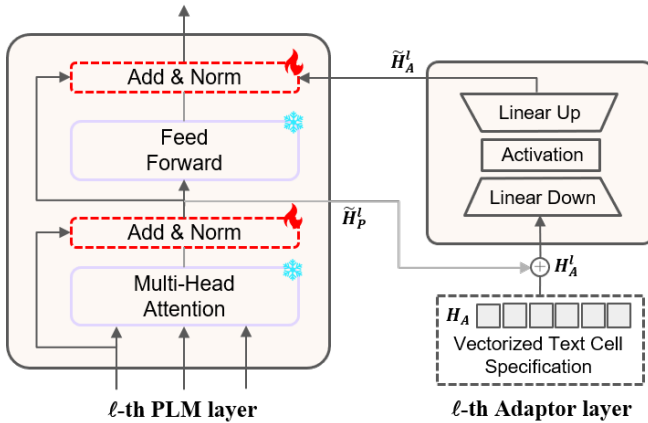 Add & Norm
Feed
Forward
Add & Norm
Multi-Head
Attention
ℓ-th PLM layer
H̃_A^l
H̃_P^l
Linear Up
Activation
Linear Down
H_A^l
H_A
Vectorized Text Cell
Specification
ℓ-th Adaptor layer